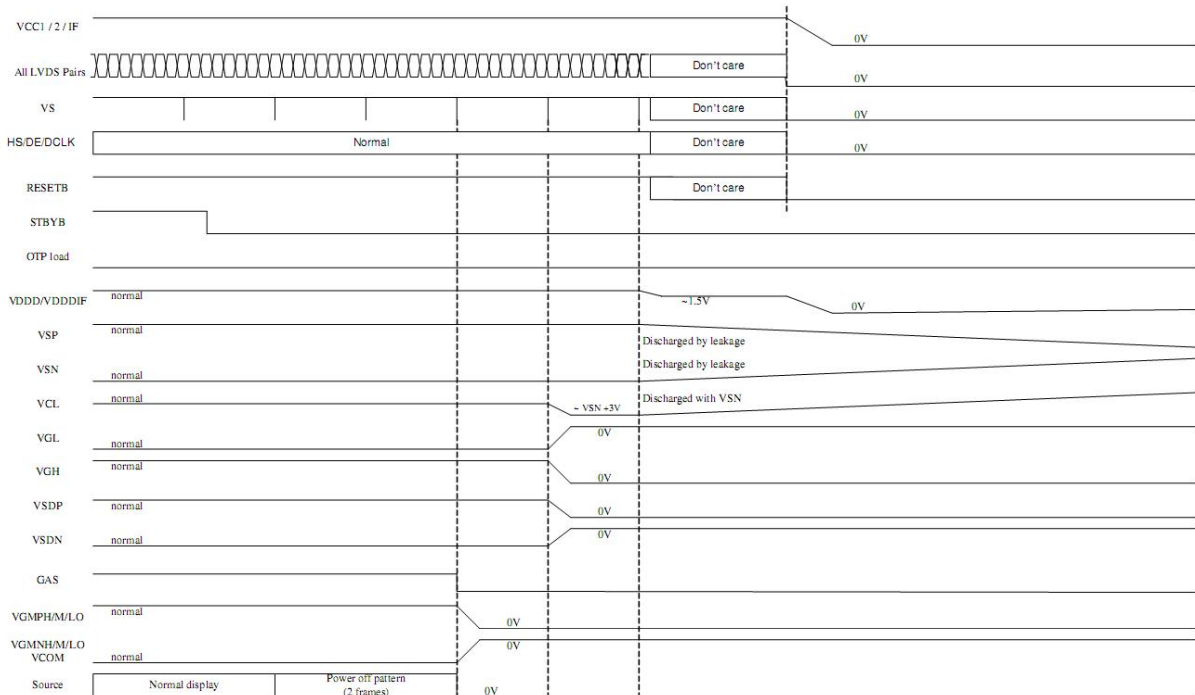 VCC1 / 2 / IF
0V
All LVDS Pairs
Don't care
VS
Don't care
0V
0V
HS/DE/DCLK
Normal
Don't care
0V
RESETB
Don't care
STBYB
OTP load
VDDD/VDDDIF
normal
~1.5V
0V
VSP
normal
Discharged by leakage
VSN
normal
Discharged by leakage
VCL
normal
~ VSN +3V
Discharged with VSN
VGL
normal
0V
VGH
normal
0V
VSDP
normal
0V
VSDN
normal
0V
GAS
VGMPH/M/LO
normal
0V
VGMNH/M/LO
VCOM
normal
0V
Source
Normal display
Power off pattern
(2 frames)
0V